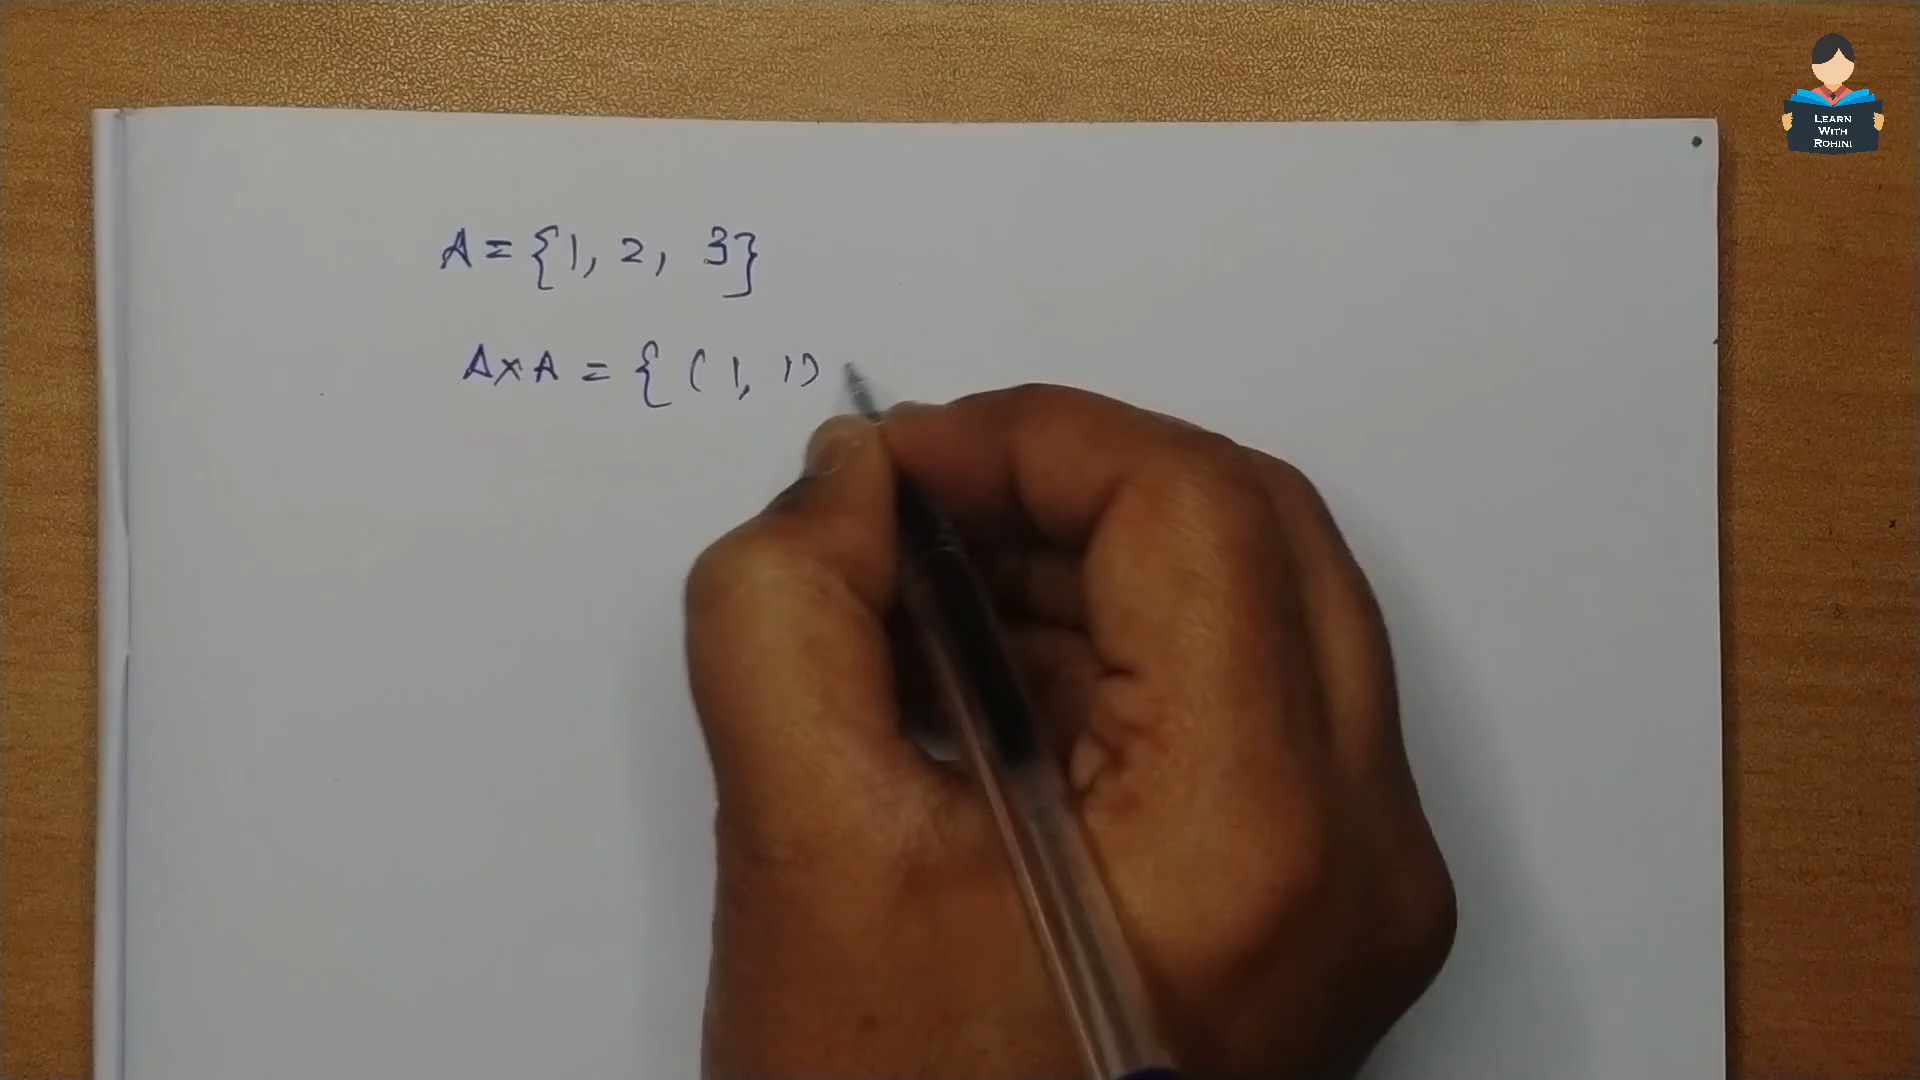 A = {1, 2, 3}
A×A = { (1, 1)
LEARN
WITH
ROHINI